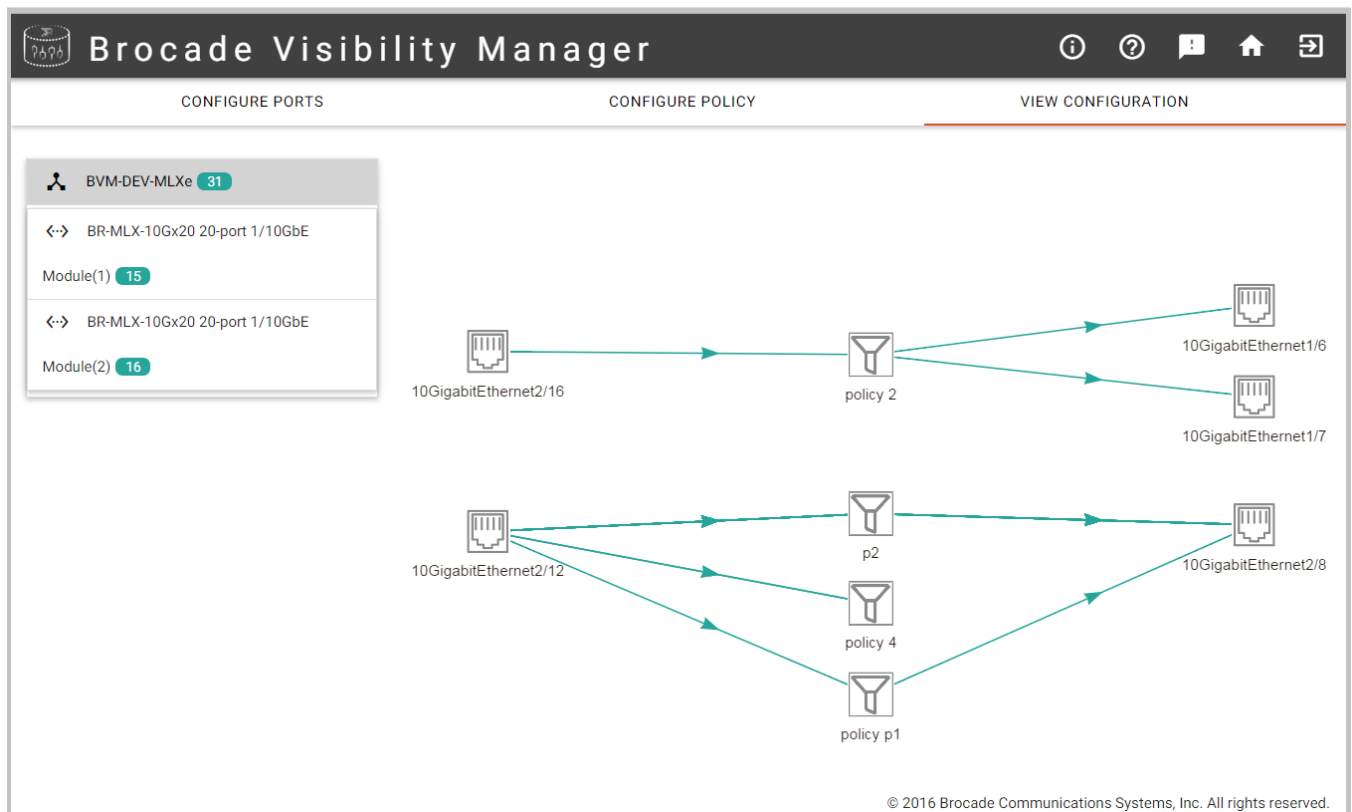 Brocade Visibility Manager
CONFIGURE PORTS
CONFIGURE POLICY
VIEW CONFIGURATION
BVM-DEV-MLXe 31
BR-MLX-10Gx20 20-port 1/10GbE
Module(1) 15
BR-MLX-10Gx20 20-port 1/10GbE
Module(2) 16
10GigabitEthernet2/16
policy 2
10GigabitEthernet1/6
10GigabitEthernet1/7
10GigabitEthernet2/12
p2
policy 4
policy p1
10GigabitEthernet2/8
© 2016 Brocade Communications Systems, Inc. All rights reserved.